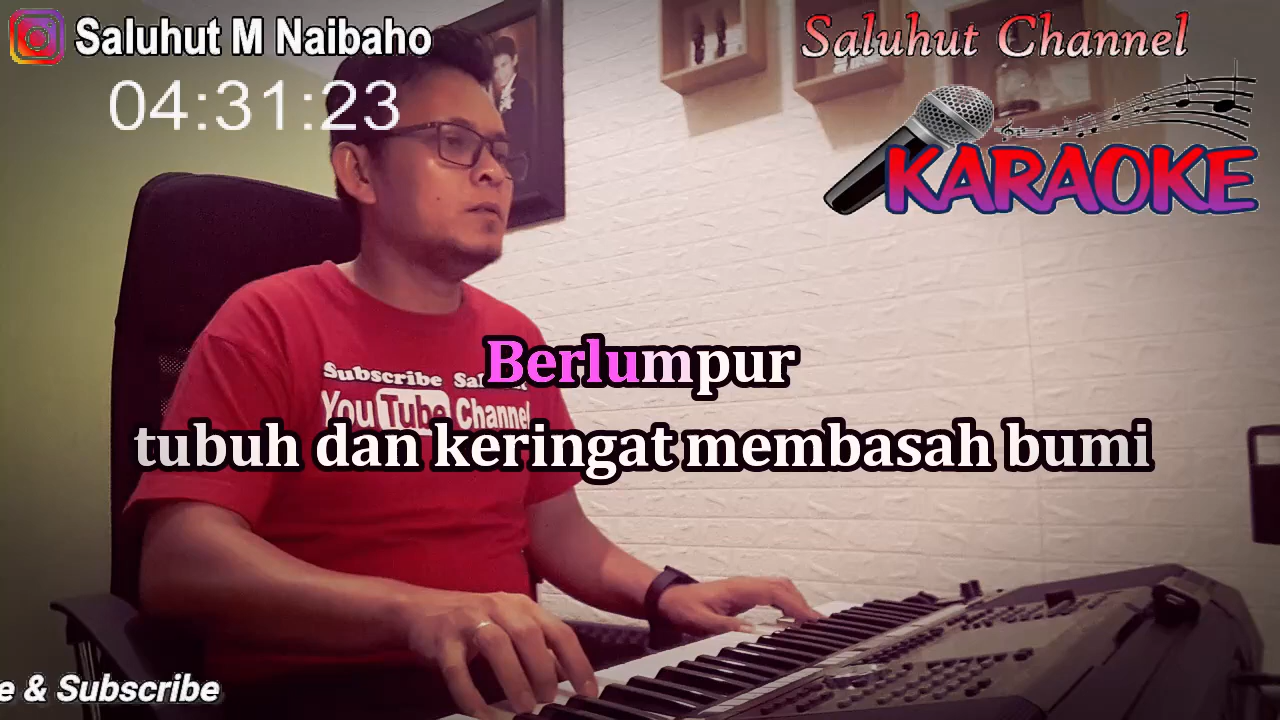 Saluhut M Naibaho
04:31:23
Saluhut Channel
KARAOKE
Subscribe
YouTube Channel
Berlumpur
tubuh dan keringat membasah bumi
& Subscribe